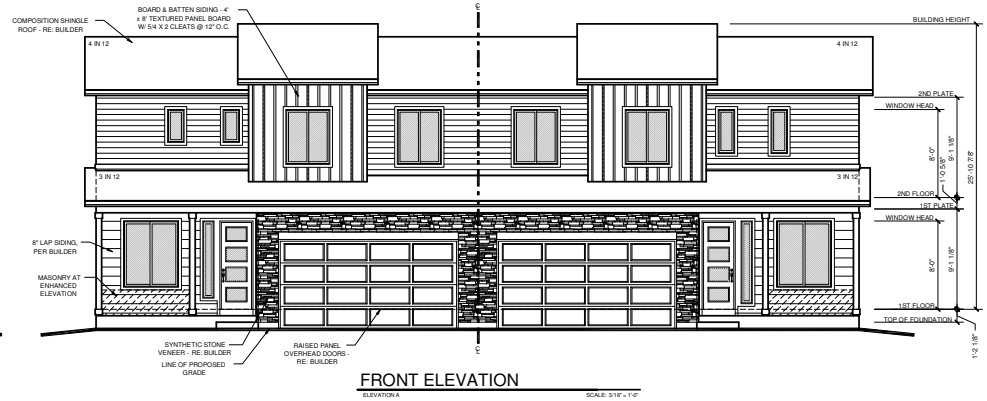 COMPOSITION SHINGLE
ROOF - RE: BUILDER
BOARD & BATTEN SIDING - 4'
x 8' TEXTURED PANEL BOARD
W/ 5/4 X 2 CLEATS @ 12" O.C.
℄
BUILDING HEIGHT
4 IN 12
4 IN 12
2ND PLATE
WINDOW HEAD
8'-0"
9'-1 1/8"
1'-0 5/8"
25'-10 7/8"
3 IN 12
3 IN 12
2ND FLOOR
1ST PLATE
WINDOW HEAD
8" LAP SIDING,
PER BUILDER
8'-0"
9'-1 1/8"
MASONRY AT
ENHANCED
ELEVATION
1ST FLOOR
TOP OF FOUNDATION
1'-2 1/8"
SYNTHETIC STONE
VENEER - RE: BUILDER
LINE OF PROPOSED
GRADE
RAISED PANEL
OVERHEAD DOORS -
RE: BUILDER
℄
FRONT ELEVATION
ELEVATION A
SCALE: 3/16" = 1'-0"